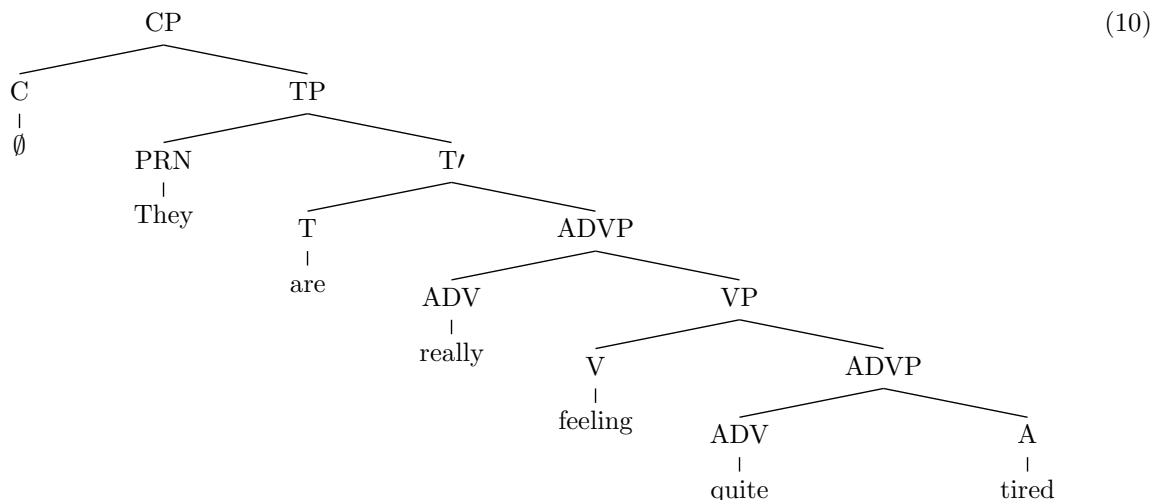 CP (10)
C TP
∅ PRN T′
They T ADVP
are ADV VP
really V ADVP
feeling ADV A
quite tired